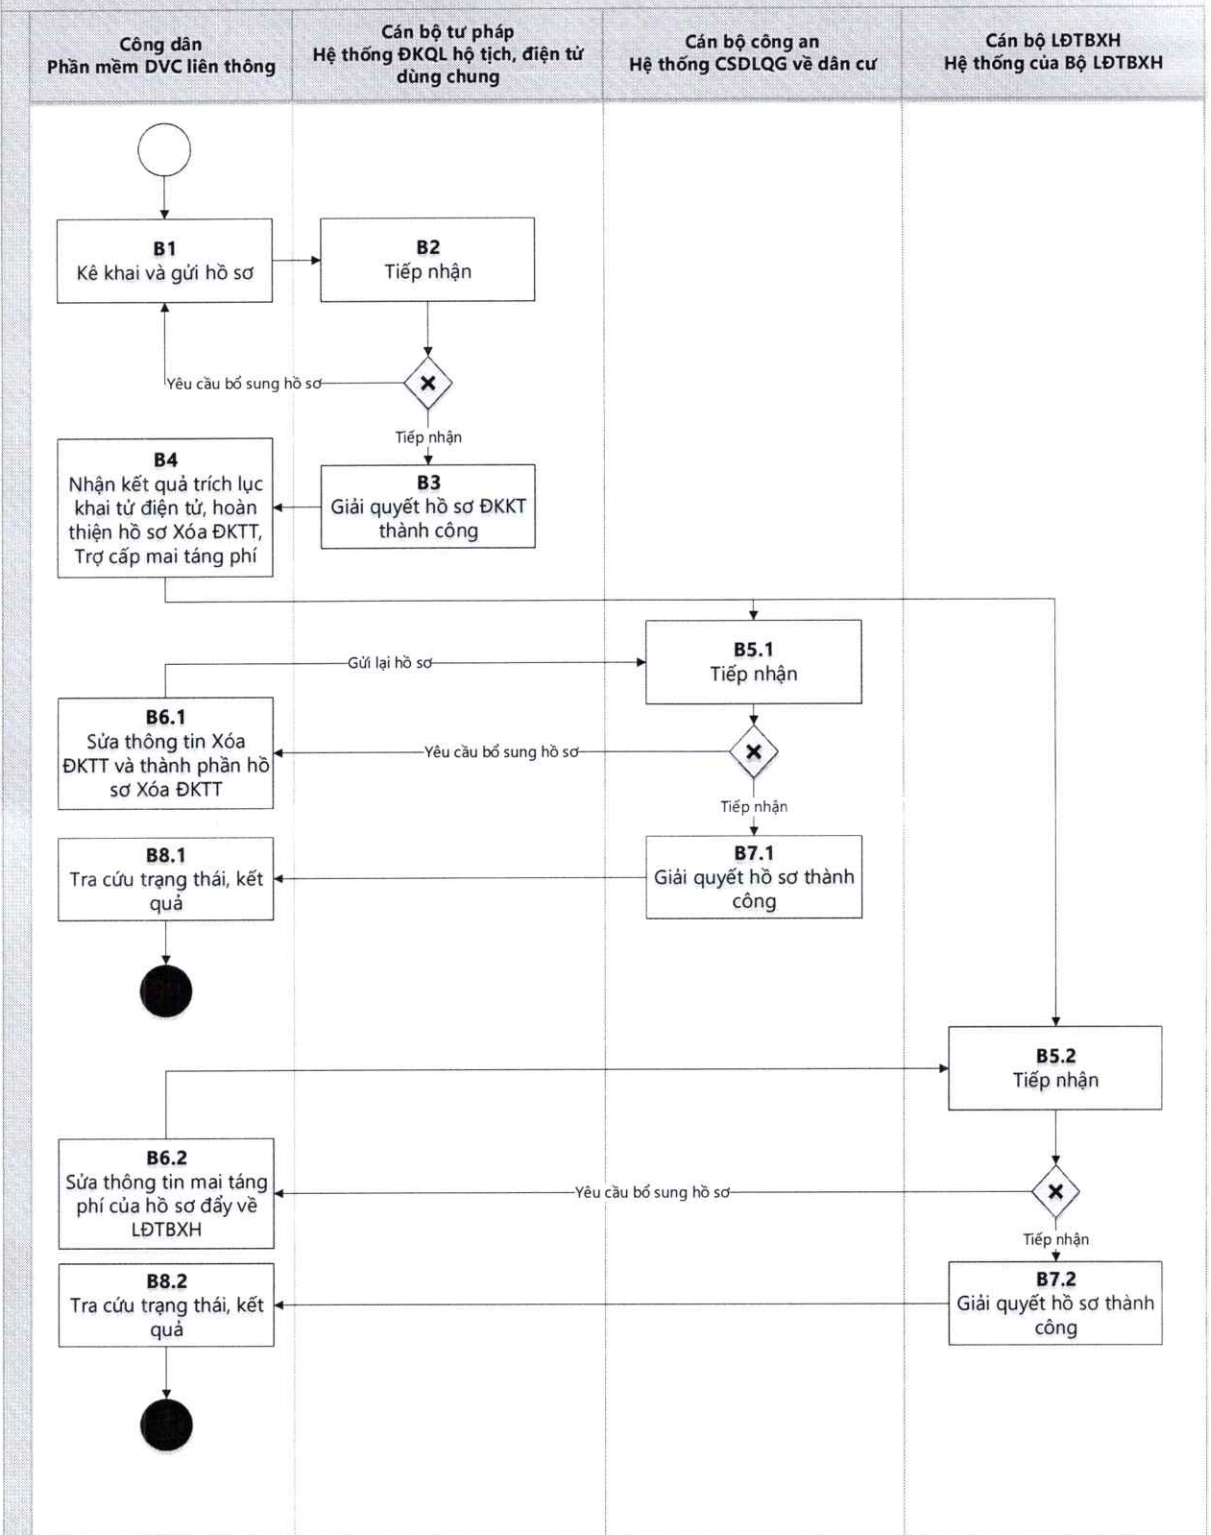 Công dân
Phần mềm DVC liên thông
Cán bộ tư pháp
Hệ thống ĐKQL hộ tịch, điện tử
dùng chung
Cán bộ công an
Hệ thống CSDLQG về dân cư
Cán bộ LĐTBXH
Hệ thống của Bộ LĐTBXH
B1
Kê khai và gửi hồ sơ
B2
Tiếp nhận
Yêu cầu bổ sung hồ sơ
Tiếp nhận
B4
Nhận kết quả trích lục
khai tử điện tử, hoàn
thiện hồ sơ Xóa ĐKTT,
Trợ cấp mai táng phí
B3
Giải quyết hồ sơ ĐKKT
thành công
B5.1
Tiếp nhận
Gửi lại hồ sơ
B6.1
Sửa thông tin Xóa
ĐKTT và thành phần hồ
sơ Xóa ĐKTT
Yêu cầu bổ sung hồ sơ
Tiếp nhận
B8.1
Tra cứu trạng thái, kết
quả
B7.1
Giải quyết hồ sơ thành
công
B5.2
Tiếp nhận
B6.2
Sửa thông tin mai táng
phí của hồ sơ đẩy về
LĐTBXH
Yêu cầu bổ sung hồ sơ
Tiếp nhận
B8.2
Tra cứu trạng thái, kết
quả
B7.2
Giải quyết hồ sơ thành
công